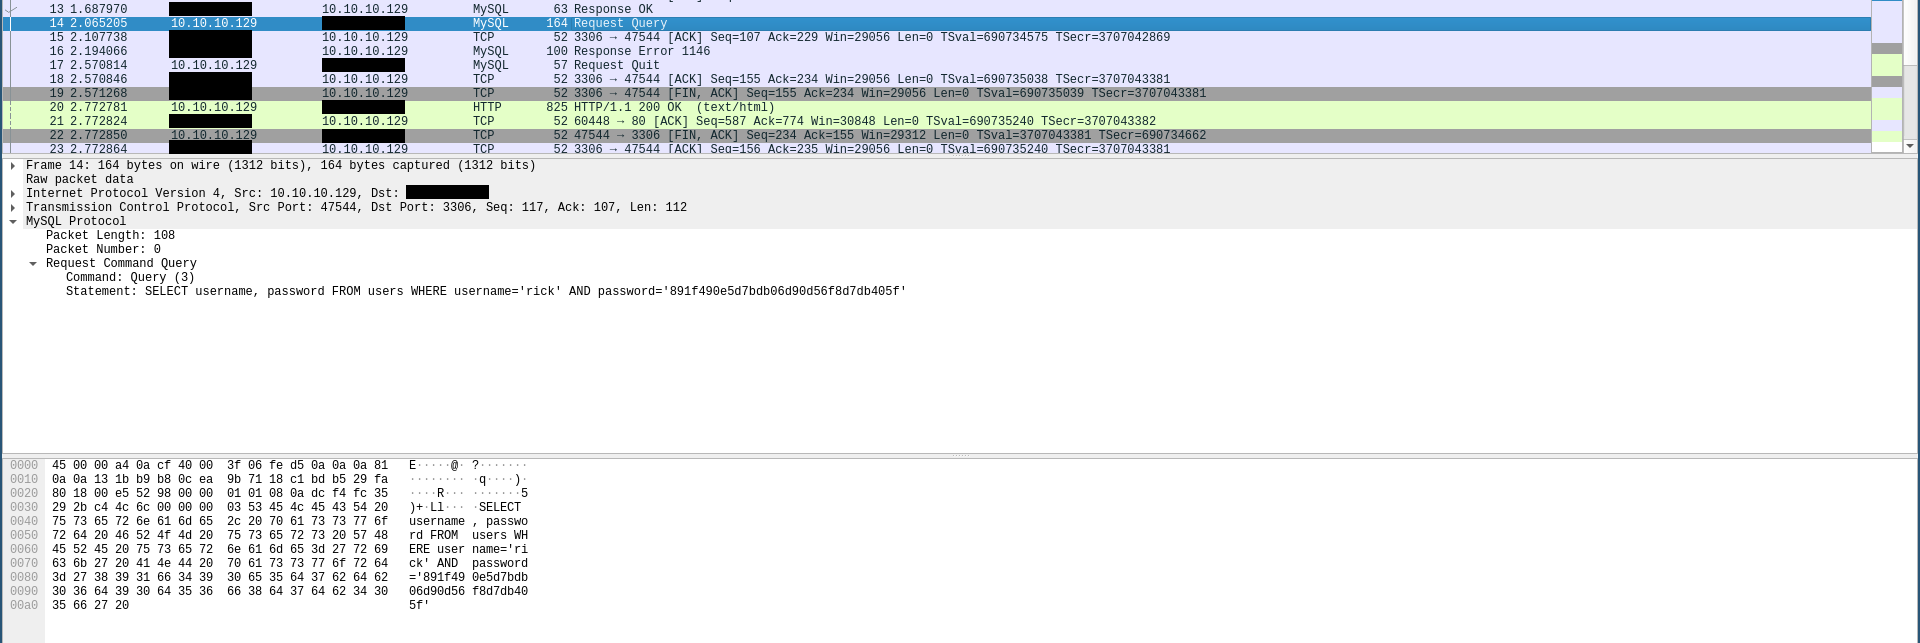 13 1.687970 10.10.10.129 MySQL 63 Response OK
14 2.065205 10.10.10.129 MySQL 164 Request Query
15 2.107738 10.10.10.129 TCP 52 3306 → 47544 [ACK] Seq=107 Ack=229 Win=29056 Len=0 TSval=690734575 TSecr=3707042869
16 2.194066 10.10.10.129 MySQL 100 Response Error 1146
17 2.570814 10.10.10.129 MySQL 57 Request Quit
18 2.570846 10.10.10.129 TCP 52 3306 → 47544 [ACK] Seq=155 Ack=234 Win=29056 Len=0 TSval=690735038 TSecr=3707043381
19 2.571268 10.10.10.129 TCP 52 3306 → 47544 [FIN, ACK] Seq=155 Ack=234 Win=29056 Len=0 TSval=690735039 TSecr=3707043381
20 2.772781 10.10.10.129 HTTP 825 HTTP/1.1 200 OK (text/html)
21 2.772824 10.10.10.129 TCP 52 60448 → 80 [ACK] Seq=587 Ack=774 Win=30848 Len=0 TSval=690735240 TSecr=3707043382
22 2.772850 10.10.10.129 TCP 52 47544 → 3306 [FIN, ACK] Seq=234 Ack=155 Win=29312 Len=0 TSval=3707043381 TSecr=690734662
23 2.772864 10.10.10.129 TCP 52 3306 → 47544 [ACK] Seq=156 Ack=235 Win=29056 Len=0 TSval=690735240 TSecr=3707043381
Frame 14: 164 bytes on wire (1312 bits), 164 bytes captured (1312 bits)
Raw packet data
Internet Protocol Version 4, Src: 10.10.10.129, Dst:
Transmission Control Protocol, Src Port: 47544, Dst Port: 3306, Seq: 117, Ack: 107, Len: 112
MySQL Protocol
Packet Length: 108
Packet Number: 0
Request Command Query
Command: Query (3)
Statement: SELECT username, password FROM users WHERE username='rick' AND password='891f490e5d7bdb06d90d56f8d7db405f'
0000 45 00 00 a4 0a cf 40 00 3f 06 fe d5 0a 0a 0a 81 E·····@· ?·······
0010 0a 0a 13 1b b9 b8 0c ea 9b 71 18 c1 bd b5 29 fa ········ ·q····)·
0020 80 18 00 e5 52 98 00 00 01 01 08 0a dc f4 fc 35 ····R··· ·······5
0030 29 2b c4 4c 6c 00 00 00 03 53 45 4c 45 43 54 20 )+·Ll··· ·SELECT
0040 75 73 65 72 6e 61 6d 65 2c 20 70 61 73 73 77 6f username , passwo
0050 72 64 20 46 52 4f 4d 20 75 73 65 72 73 20 57 48 rd FROM users WH
0060 45 52 45 20 75 73 65 72 6e 61 6d 65 3d 27 72 69 ERE user name='ri
0070 63 6b 27 20 41 4e 44 20 70 61 73 73 77 6f 72 64 ck' AND password
0080 3d 27 38 39 31 66 34 39 30 65 35 64 37 62 64 62 ='891f49 0e5d7bdb
0090 30 36 64 39 30 64 35 36 66 38 64 37 64 62 34 30 06d90d56 f8d7db40
00a0 35 66 27 20 5f'